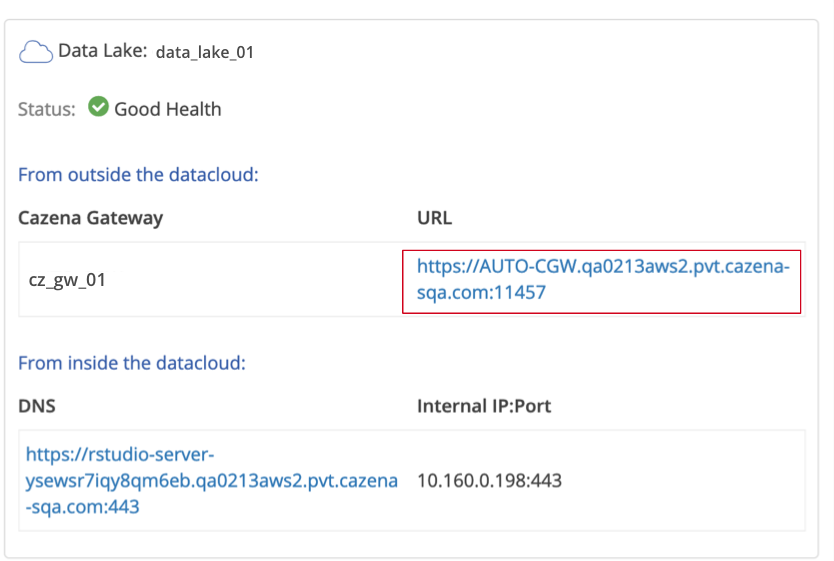 Data Lake: data_lake_01
Status: Good Health
From outside the datacloud:
Cazena Gateway URL
cz_gw_01
https://AUTO-CGW.qa0213aws2.pvt.cazena-
sqa.com:11457
From inside the datacloud:
DNS Internal IP:Port
https://rstudio-server-
ysewsr7iqy8qm6eb.qa0213aws2.pvt.cazena
-sqa.com:443
10.160.0.198:443